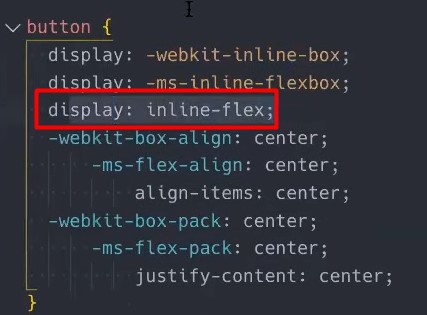 button {
display: -webkit-inline-box;
display: -ms-inline-flexbox;
display: inline-flex;
-webkit-box-align: center;
-ms-flex-align: center;
align-items: center;
-webkit-box-pack: center;
-ms-flex-pack: center;
justify-content: center;
}